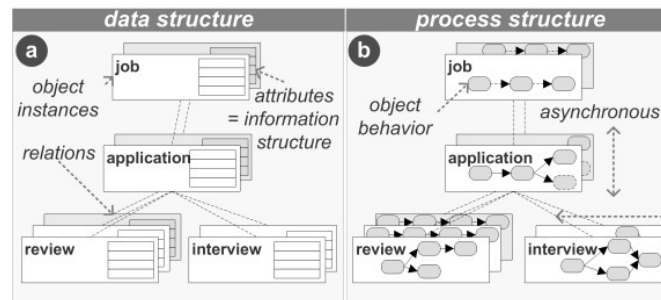 data structure
a
job
object
instances
attributes
= information
structure
relations
application
review
interview
process structure
b
job
object
behavior
asynchronous
application
review
interview